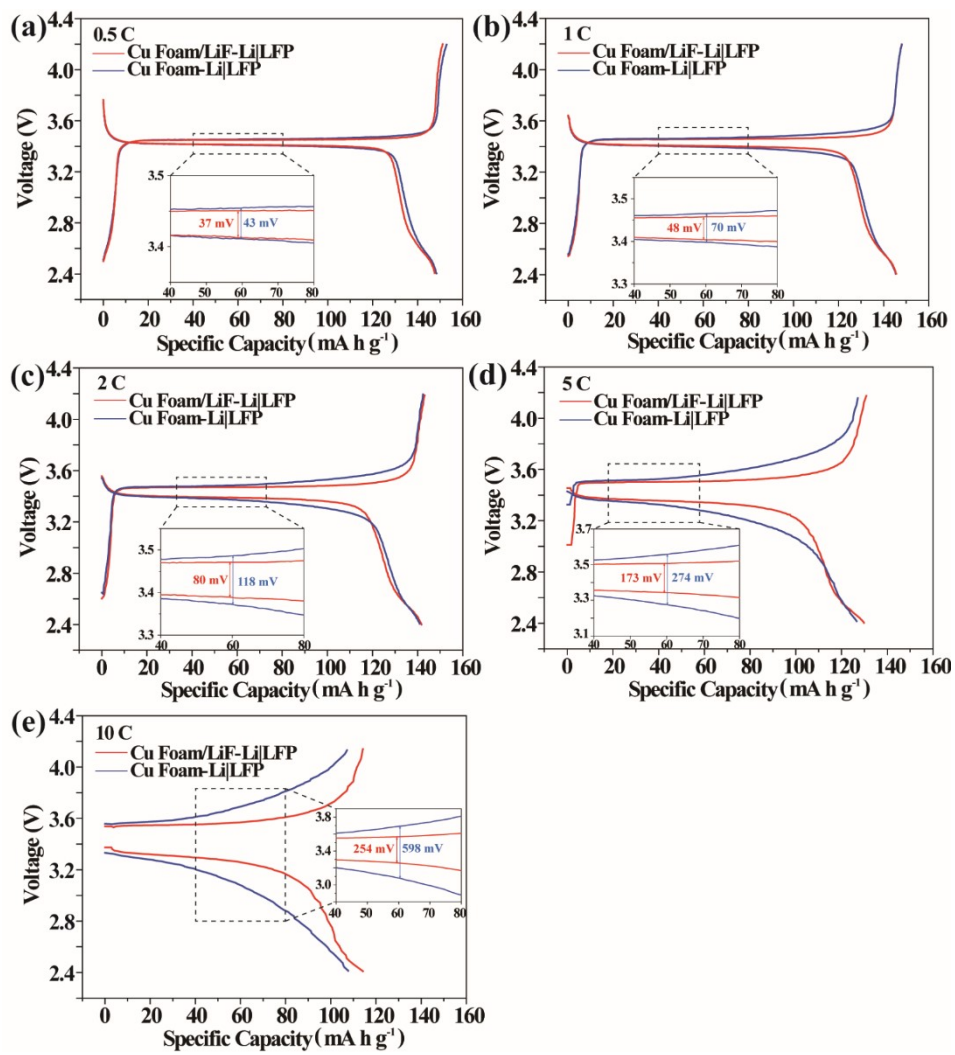 (a)
0.5 C
Cu Foam/LiF-Li|LFP
Cu Foam-Li|LFP
4.4
4.0
3.6
3.2
2.8
2.4
Voltage (V)
3.5
3.4
37 mV
43 mV
40 50 60 70 80
0 20 40 60 80 100 120 140 160
Specific Capacity (mA h g-1)
(b)
1 C
Cu Foam/LiF-Li|LFP
Cu Foam-Li|LFP
4.4
4.0
3.6
3.2
2.8
2.4
Voltage (V)
3.5
3.4
3.3
48 mV
70 mV
40 50 60 70 80
0 20 40 60 80 100 120 140 160
Specific Capacity (mA h g-1)
(c)
2 C
Cu Foam/LiF-Li|LFP
Cu Foam-Li|LFP
4.4
4.0
3.6
3.2
2.8
2.4
Voltage (V)
3.5
3.4
3.3
80 mV
118 mV
40 50 60 70 80
0 20 40 60 80 100 120 140 160
Specific Capacity (mA h g-1)
(d)
5 C
Cu Foam/LiF-Li|LFP
Cu Foam-Li|LFP
4.4
4.0
3.6
3.2
2.8
2.4
Voltage (V)
3.7
3.5
3.3
3.1
173 mV
274 mV
40 50 60 70 80
0 20 40 60 80 100 120 140 160
Specific Capacity (mA h g-1)
(e)
10 C
Cu Foam/LiF-Li|LFP
Cu Foam-Li|LFP
4.4
4.0
3.6
3.2
2.8
2.4
Voltage (V)
3.8
3.4
3.0
254 mV
598 mV
40 50 60 70 80
0 20 40 60 80 100 120 140 160
Specific Capacity (mA h g-1)